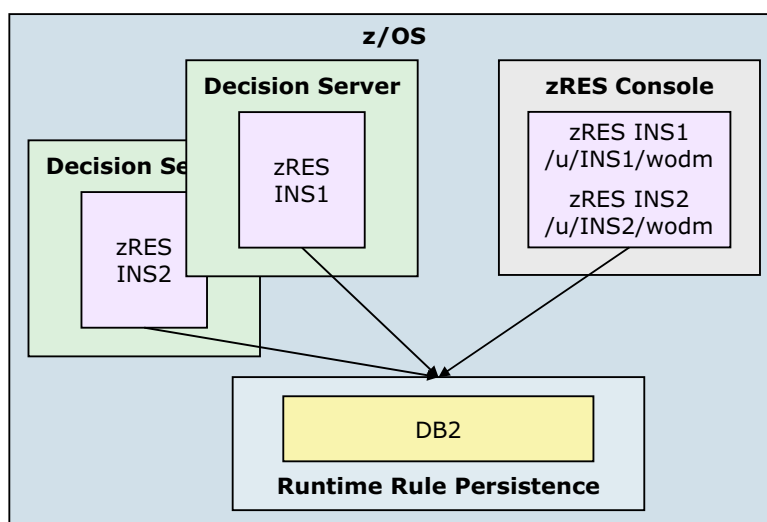 z/OS
Decision Server
zRES
INS1
zRES Console
zRES INS1
/u/INS1/wodm
zRES INS2
/u/INS2/wodm
Decision Se
zRES
INS2
DB2
Runtime Rule Persistence